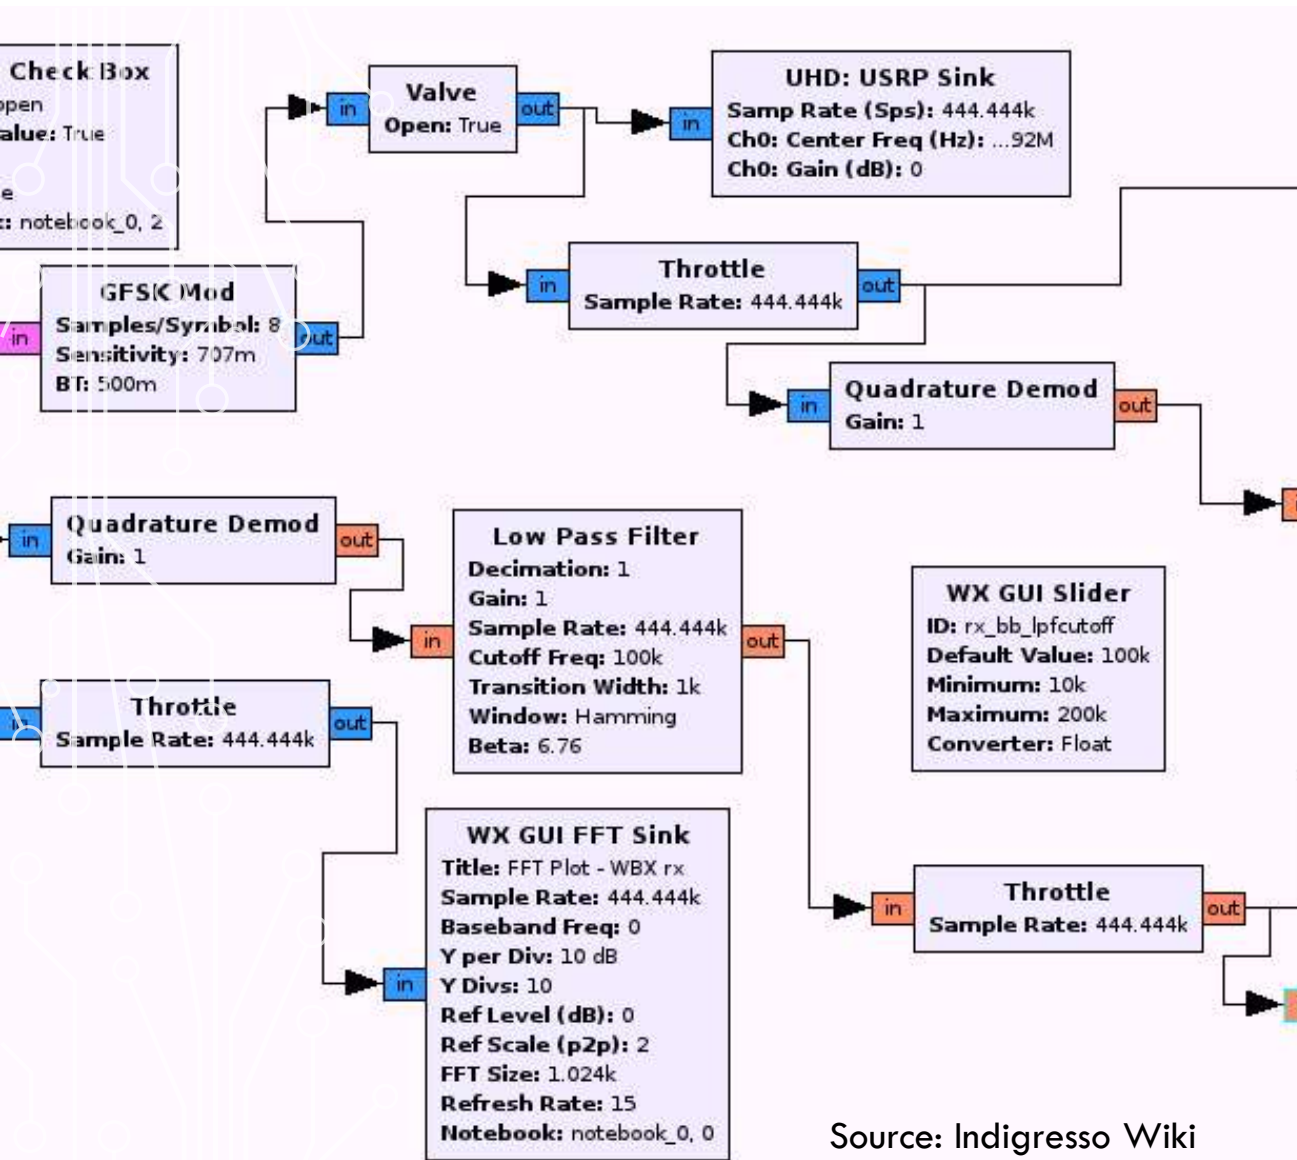 Check Box
open
alue: True
e
: notebook_0, 2
in
Valve
Open: True
out
in
UHD: USRP Sink
Samp Rate (Sps): 444.444k
Ch0: Center Freq (Hz): ...92M
Ch0: Gain (dB): 0
in
GFSK Mod
Samples/Symbol: 8
Sensitivity: 707m
BT: 500m
out
in
Throttle
Sample Rate: 444.444k
out
in
Quadrature Demod
Gain: 1
out
in
Quadrature Demod
Gain: 1
out
in
Low Pass Filter
Decimation: 1
Gain: 1
Sample Rate: 444.444k
Cutoff Freq: 100k
Transition Width: 1k
Window: Hamming
Beta: 6.76
out
WX GUI Slider
ID: rx_bb_lpfcutoff
Default Value: 100k
Minimum: 10k
Maximum: 200k
Converter: Float
in
Throttle
Sample Rate: 444.444k
out
in
WX GUI FFT Sink
Title: FFT Plot - WBX rx
Sample Rate: 444.444k
Baseband Freq: 0
Y per Div: 10 dB
Y Divs: 10
Ref Level (dB): 0
Ref Scale (p2p): 2
FFT Size: 1.024k
Refresh Rate: 15
Notebook: notebook_0, 0
in
Throttle
Sample Rate: 444.444k
out
Source: Indigresso Wiki